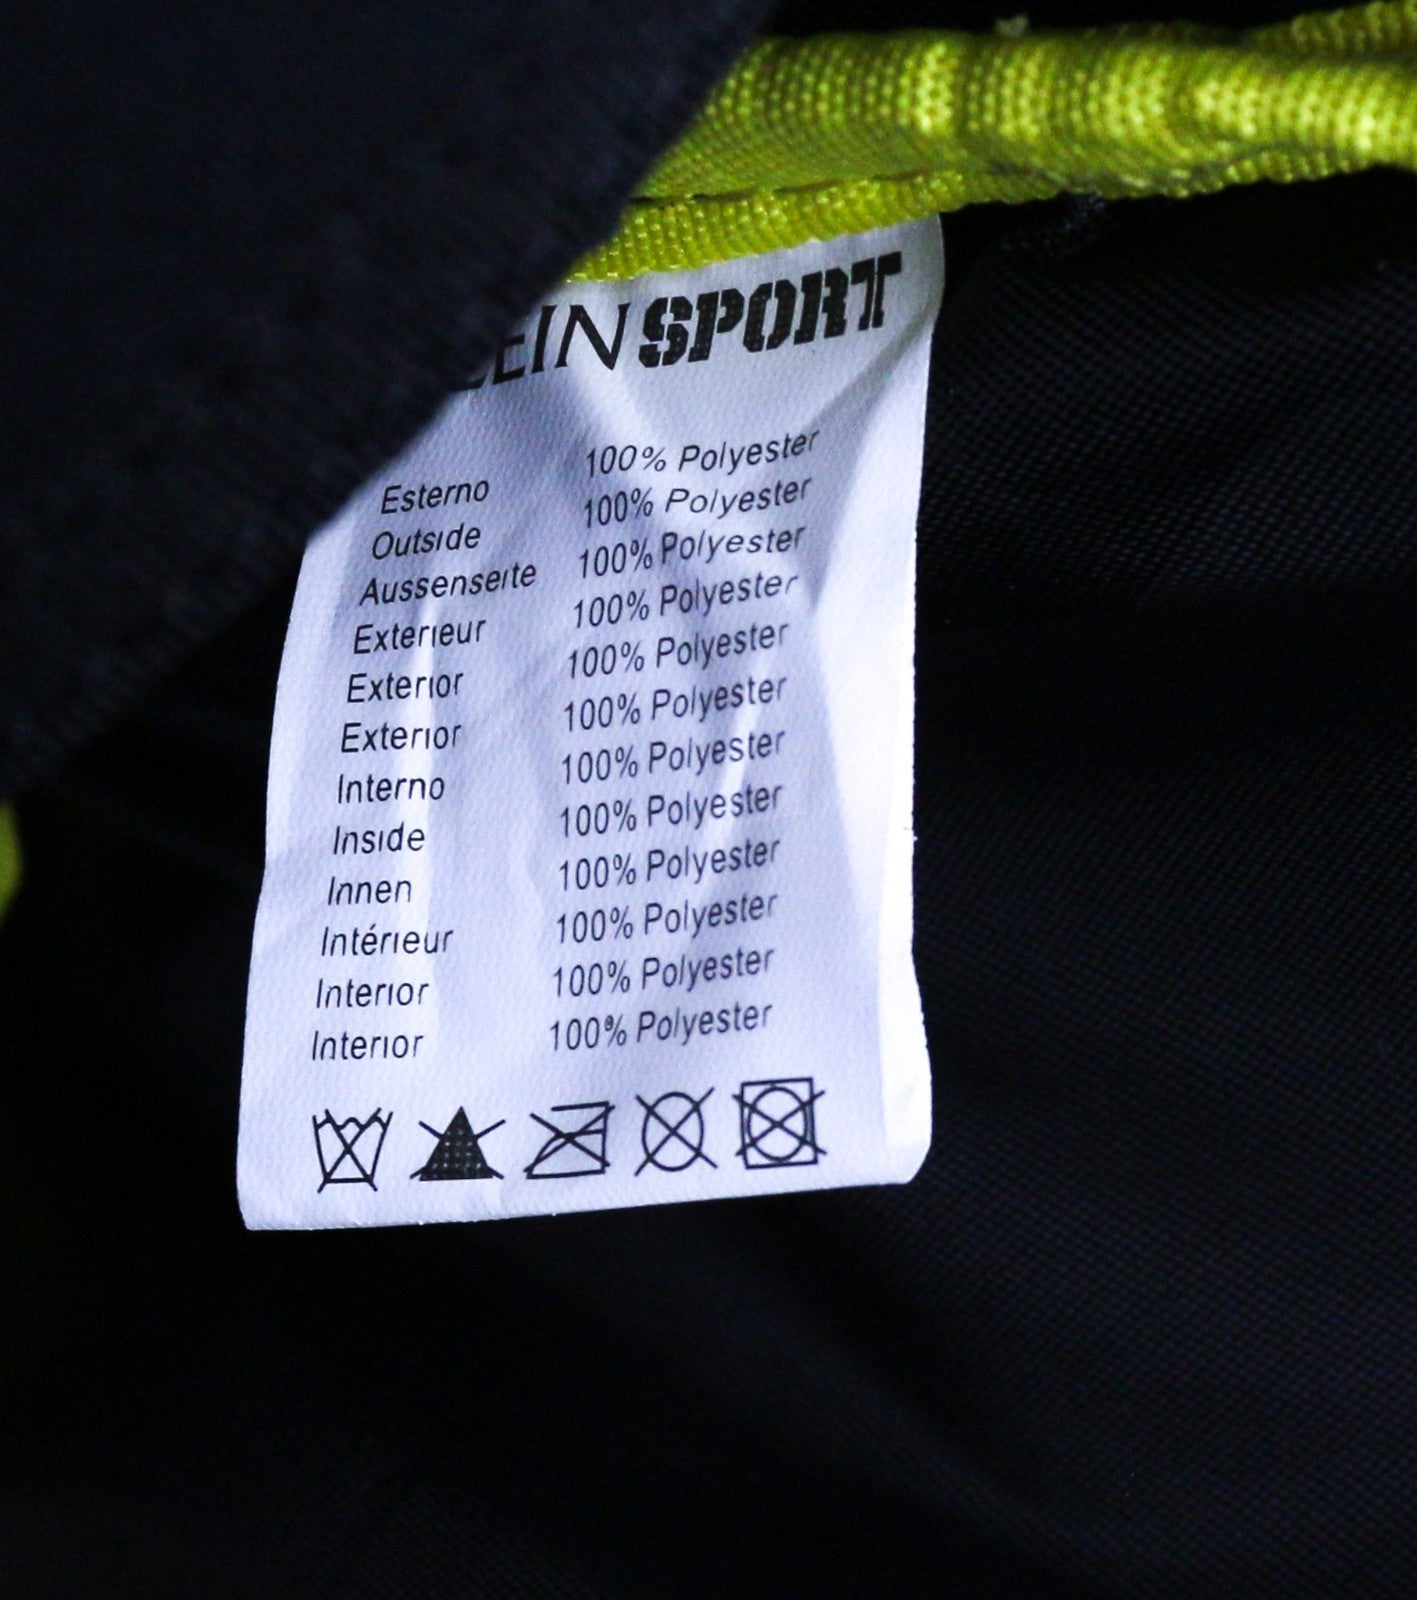 SPORT
Esterno 100% Polyester
Outside 100% Polyester
Aussenseite 100% Polyester
Exterieur 100% Polyester
Exterior 100% Polyester
Exterior 100% Polyester
Interno 100% Polyester
Inside 100% Polyester
Innen 100% Polyester
Intérieur 100% Polyester
Interior 100% Polyester
Interior 100% Polyester